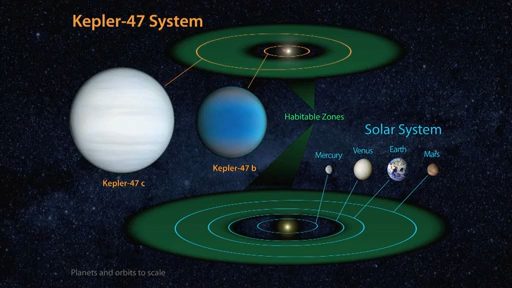 Kepler-47 System
Habitable Zones
Kepler-47 c
Kepler-47 b
Solar System
Mercury
Venus
Earth
Mars
Planets and orbits to scale